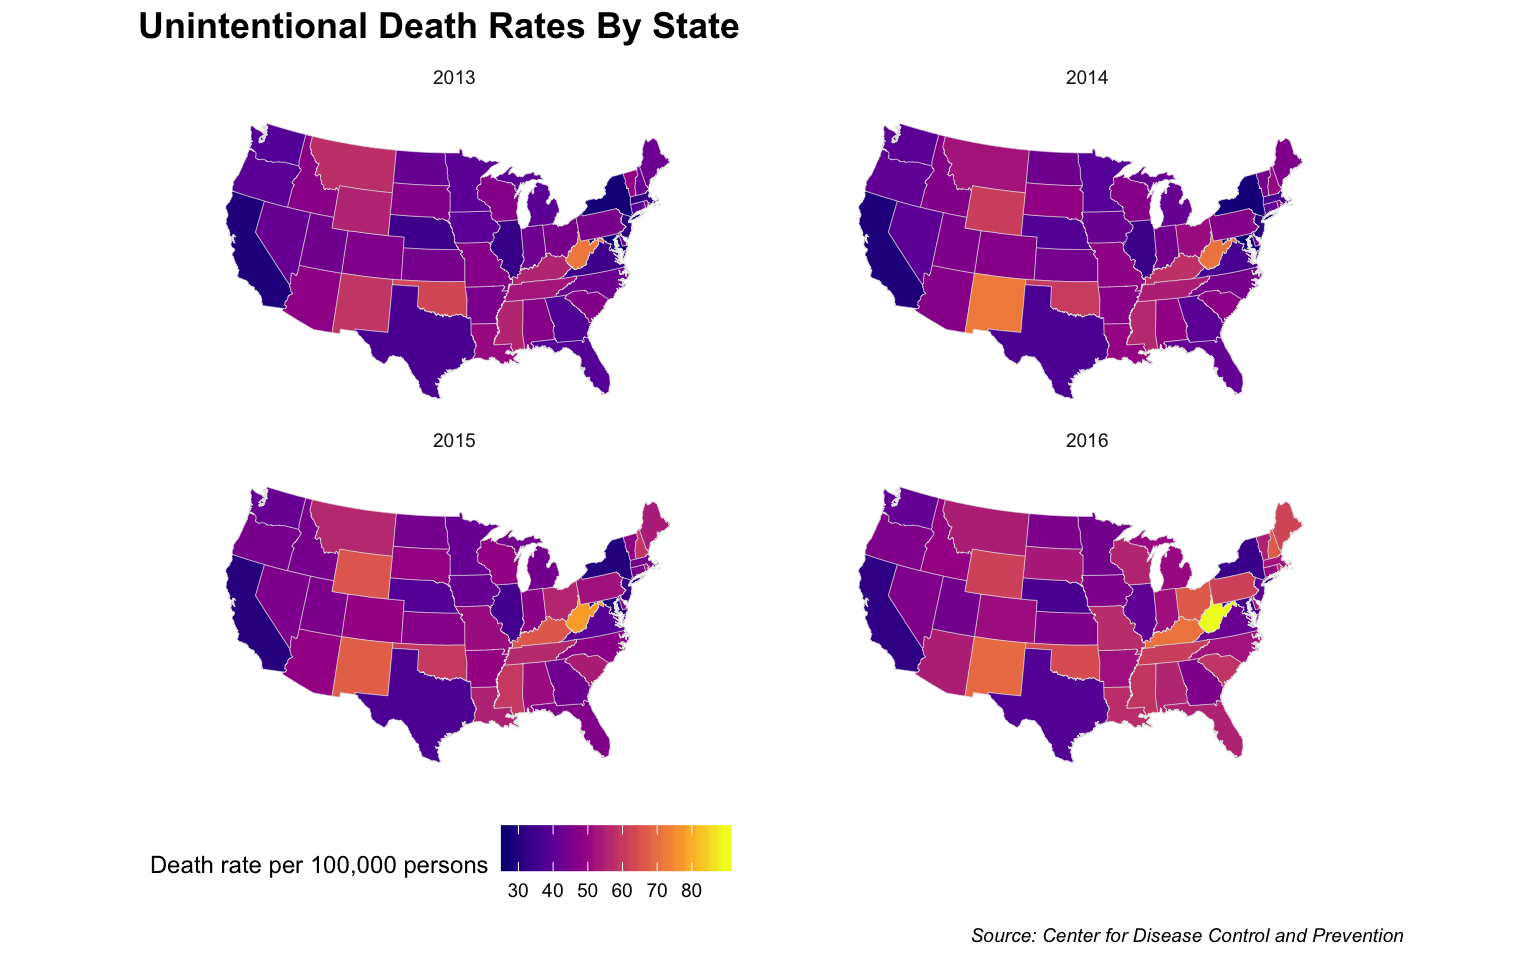 Unintentional Death Rates By State
2013
2014
2015
2016
Death rate per 100,000 persons
30 40 50 60 70 80
Source: Center for Disease Control and Prevention